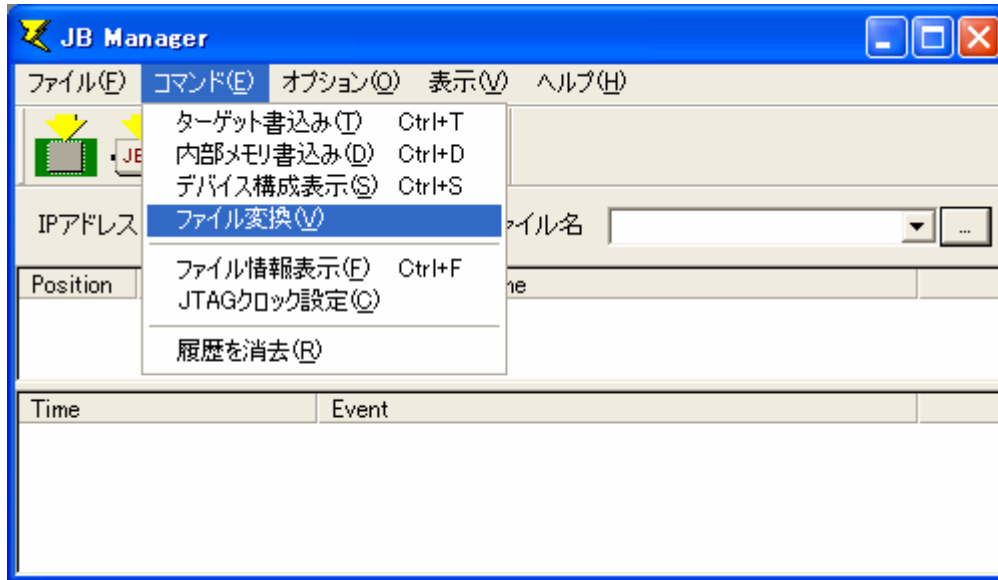 JB Manager
ファイル(F) コマンド(E) オプション(O) 表示(V) ヘルプ(H)
ターゲット書込み(T) Ctrl+T
内部メモリ書込み(D) Ctrl+D
デバイス構成表示(S) Ctrl+S
ファイル変換(V)
ファイル情報表示(F) Ctrl+F
JTAGクロック設定(C)
履歴を消去(R)
IPアドレス ァイル名 ...
Position
Time Event